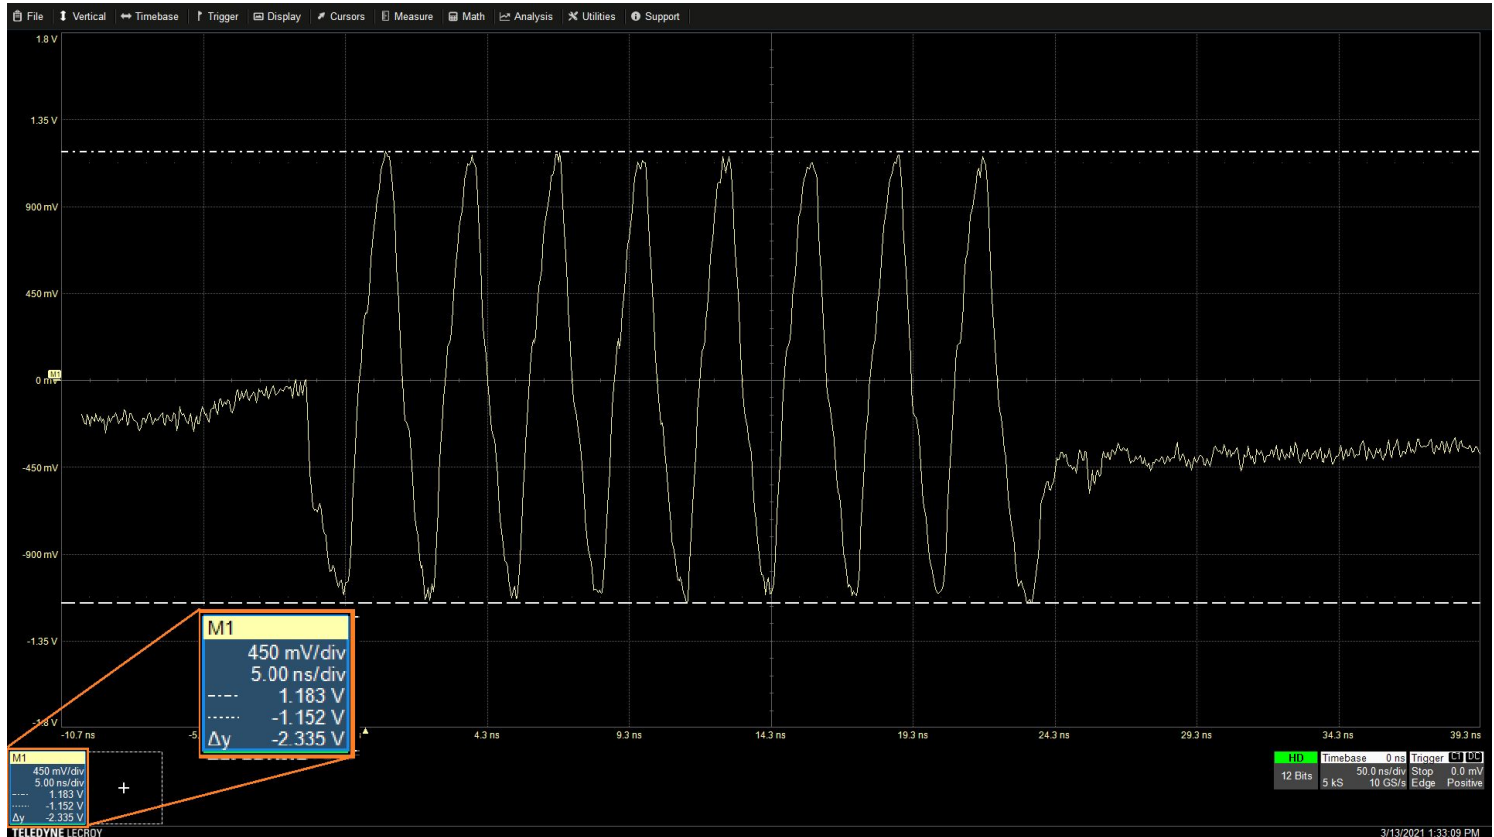 File Vertical Timebase Trigger Display Cursors Measure Math Analysis Utilities Support
1.8 V
1.35 V
900 mV
450 mV
M1
0 mV
-450 mV
-900 mV
-1.35 V
-1.8 V
M1
450 mV/div
5.00 ns/div
1.183 V
-1.152 V
Δy -2.335 V
-10.7 ns 4.3 ns 9.3 ns 14.3 ns 19.3 ns 24.3 ns 29.3 ns 34.3 ns 39.3 ns
M1
450 mV/div
5.00 ns/div
1.183 V
-1.152 V
Δy -2.335 V
+
HD
12 Bits
Timebase 0 ns
50.0 ns/div
5 kS 10 GS/s
Trigger C1 DC
Stop 0.0 mV
Edge Positive
TELEDYNE LECROY
3/13/2021 1:33:09 PM